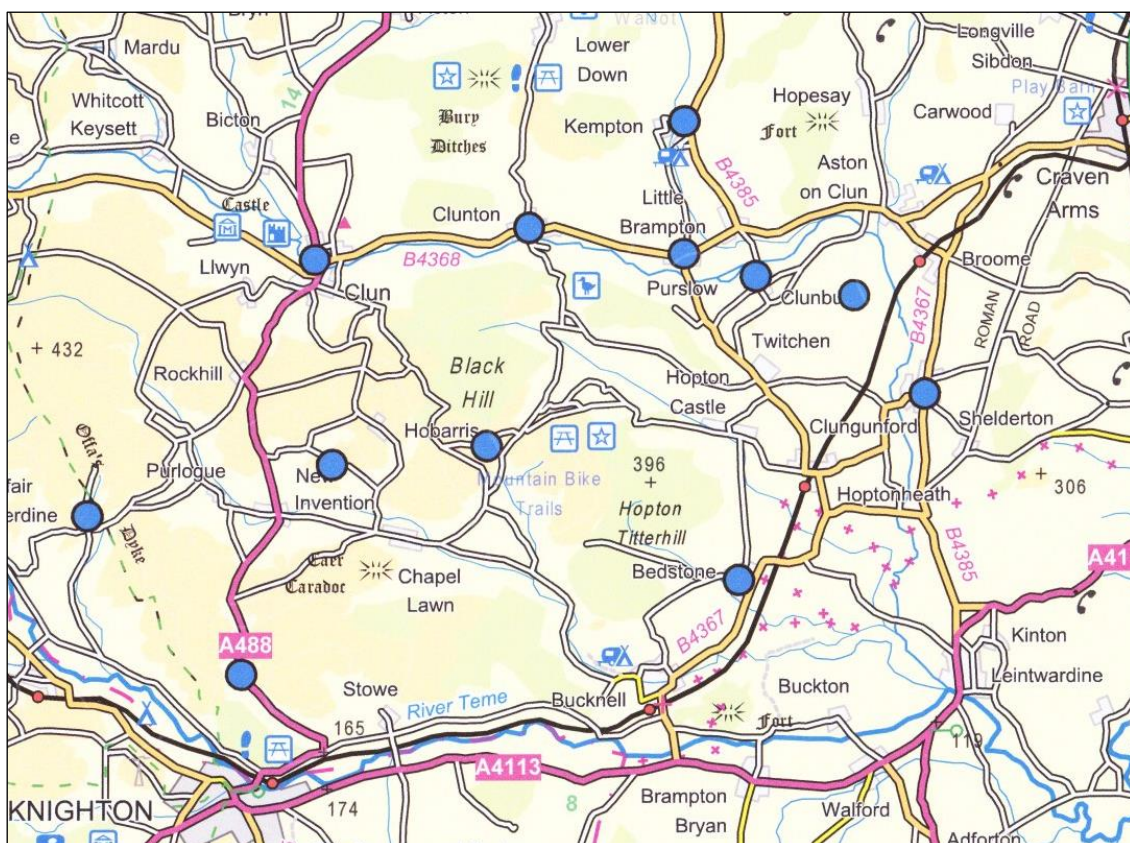 Mardu
Lower
Down
Longville
Sibdon
Play Barn
Whitcott
Keysett
14
Bicton
Bury
Ditches
Kempton
Hopesay
Fort
Carwood
Aston
on Clun
Craven
Arms
Castle
Clunton
Little
Brampton
B4385
Llwyn
B4368
Purslow
Broome
Clun
B4367
ROMAN
ROAD
Twitchen
432
Rockhill
Black
Hill
Hopton
Castle
Hobarris
Clungunford
Shelderton
Offa's
Purlogue
New
Invention
Mountain Bike
Trails
396
Hopton
Titterhill
Hoptonheath
306
Dyke
Caer
Caradoc
Chapel
Lawn
Bedstone
B4385
A41
A488
B4367
Kinton
Leintwardine
Stowe
River Teme
Bucknell
Buckton
Fort
165
119
A4113
KNIGHTON
174
8
Brampton
Bryan
Walford
Adforton